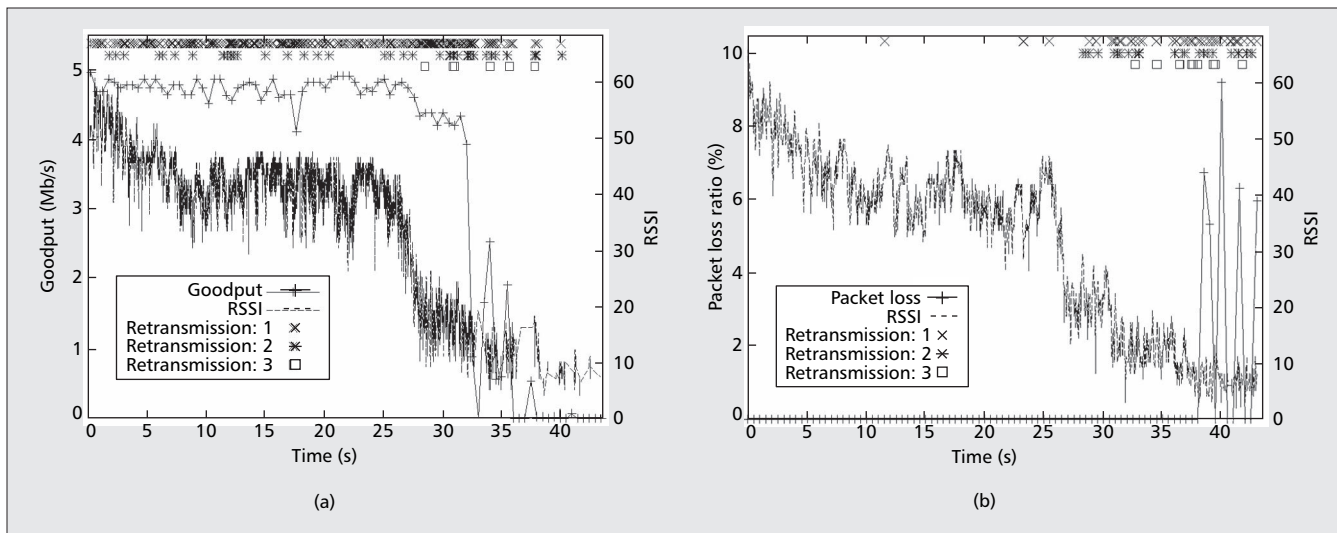 Goodput (Mb/s)
5
4
3
2
1
0
60
50
40
30
20
10
0
RSSI
Goodput
RSSI
Retransmission: 1
Retransmission: 2
Retransmission: 3
0 5 10 15 20 25 30 35 40
Time (s)
(a)
Packet loss ratio (%)
10
8
6
4
2
0
60
50
40
30
20
10
0
RSSI
Packet loss
RSSI
Retransmission: 1
Retransmission: 2
Retransmission: 3
0 5 10 15 20 25 30 35 40
Time (s)
(b)